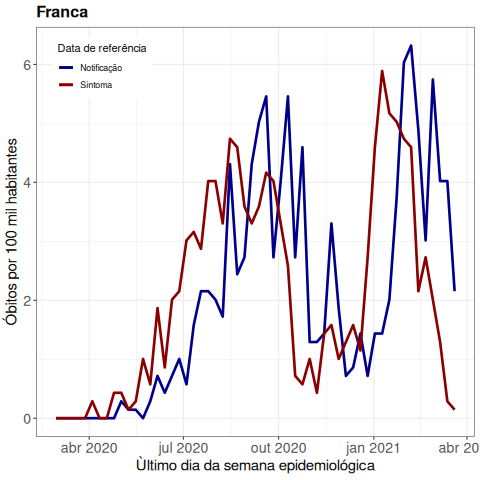 Franca
Data de referência
Notificação
Sintoma
Óbitos por 100 mil habitantes
6
4
2
0
abr 2020
jul 2020
out 2020
jan 2021
abr 20
Último dia da semana epidemiológica